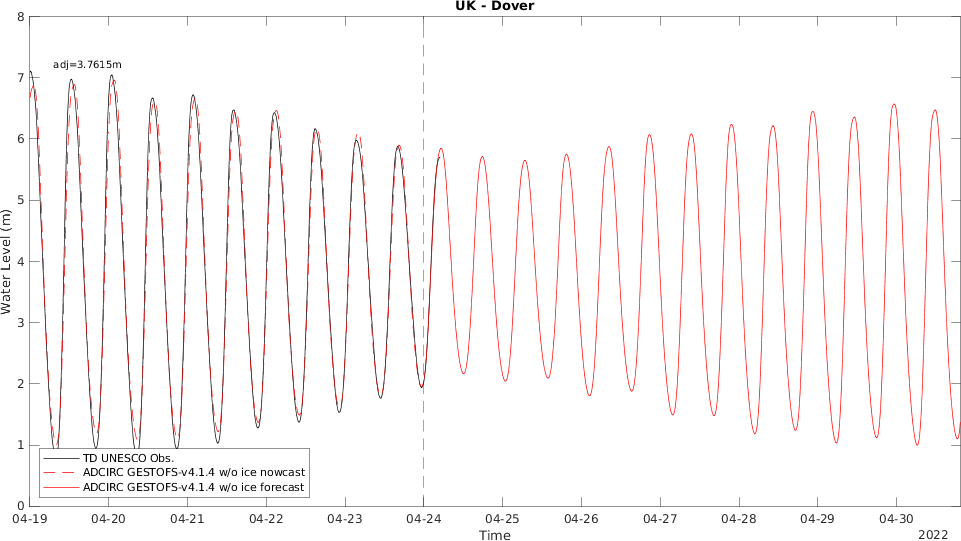 UK - Dover
8
adj=3.7615m
7
6
5
4
3
2
1
0
Water Level (m)
TD UNESCO Obs.
ADCIRC GESTOFS-v4.1.4 w/o ice nowcast
ADCIRC GESTOFS-v4.1.4 w/o ice forecast
04-19 04-20 04-21 04-22 04-23 04-24 04-25 04-26 04-27 04-28 04-29 04-30
Time
2022